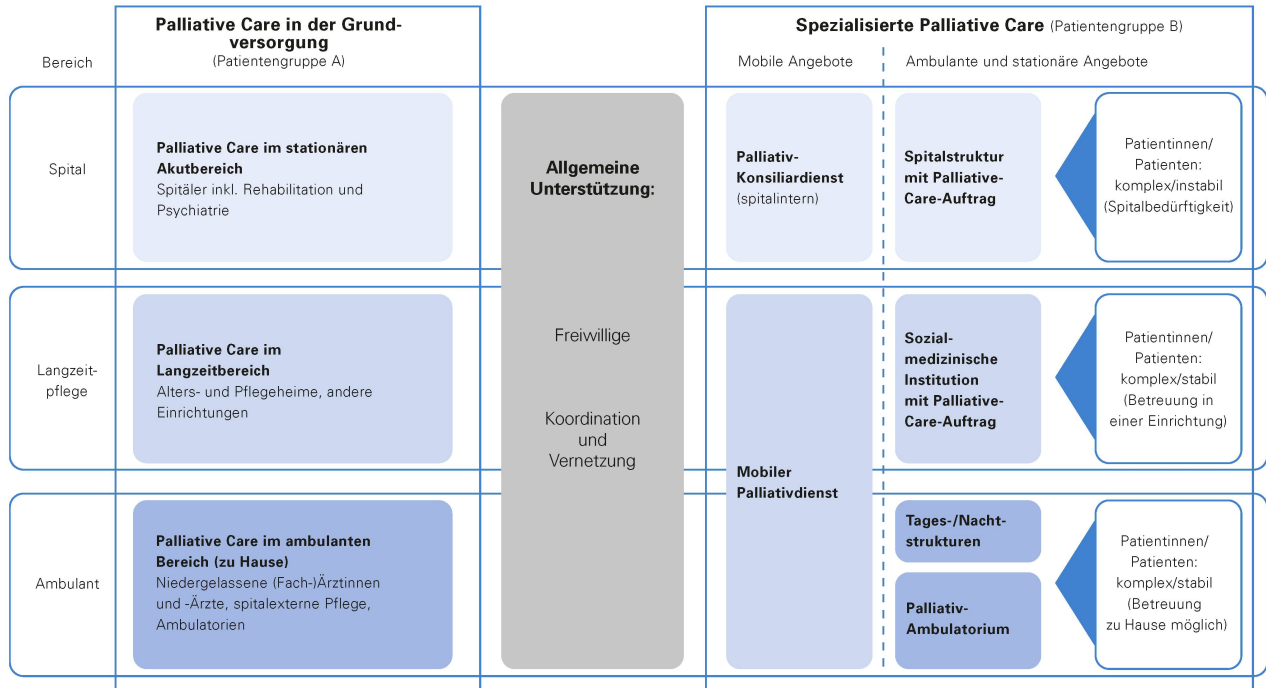 Palliative Care in der Grund-
versorgung
(Patientengruppe A)
Spezialisierte Palliative Care (Patientengruppe B)
Bereich
Mobile Angebote
Ambulante und stationäre Angebote
Spital
Palliative Care im stationären
Akutbereich
Spitäler inkl. Rehabilitation und
Psychiatrie
Allgemeine
Unterstützung:
Freiwillige
Koordination
und
Vernetzung
Palliativ-
Konsiliardienst
(spitalintern)
Spitalstruktur
mit Palliative-
Care-Auftrag
Patientinnen/
Patienten:
komplex/instabil
(Spitalbedürftigkeit)
Langzeit-
pflege
Palliative Care im
Langzeitbereich
Alters- und Pflegeheime, andere
Einrichtungen
Mobiler
Palliativdienst
Sozial-
medizinische
Institution
mit Palliative-
Care-Auftrag
Patientinnen/
Patienten:
komplex/stabil
(Betreuung in
einer Einrichtung)
Ambulant
Palliative Care im ambulanten
Bereich (zu Hause)
Niedergelassene (Fach-)Ärztinnen
und -Ärzte, spitalexterne Pflege,
Ambulatorien
Tages-/Nacht-
strukturen
Palliativ-
Ambulatorium
Patientinnen/
Patienten:
komplex/stabil
(Betreuung
zu Hause möglich)